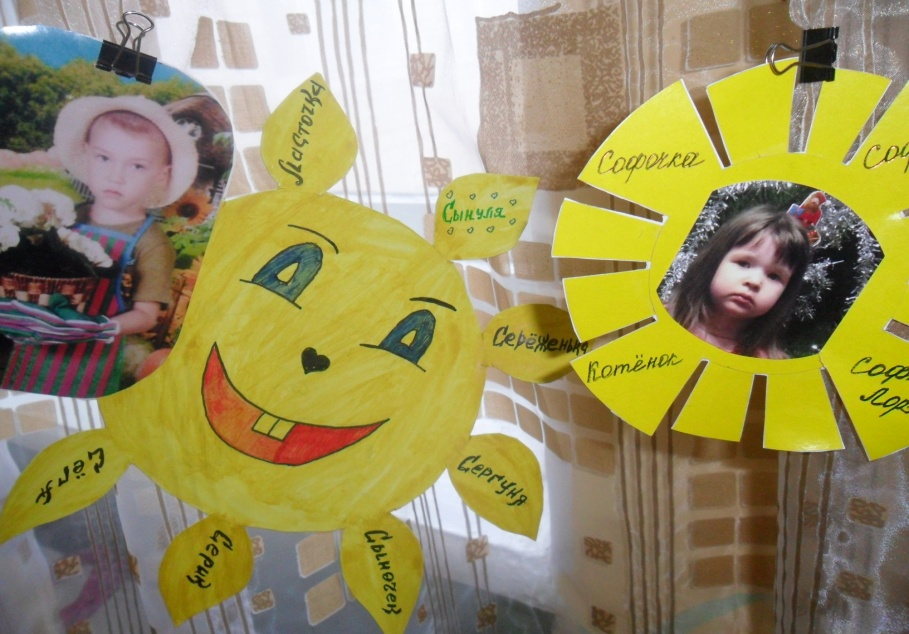 Ласточка
Сынуля
Серёженька
Сергуня
Сыночек
Серый
Серж
Софочка
Котёнок